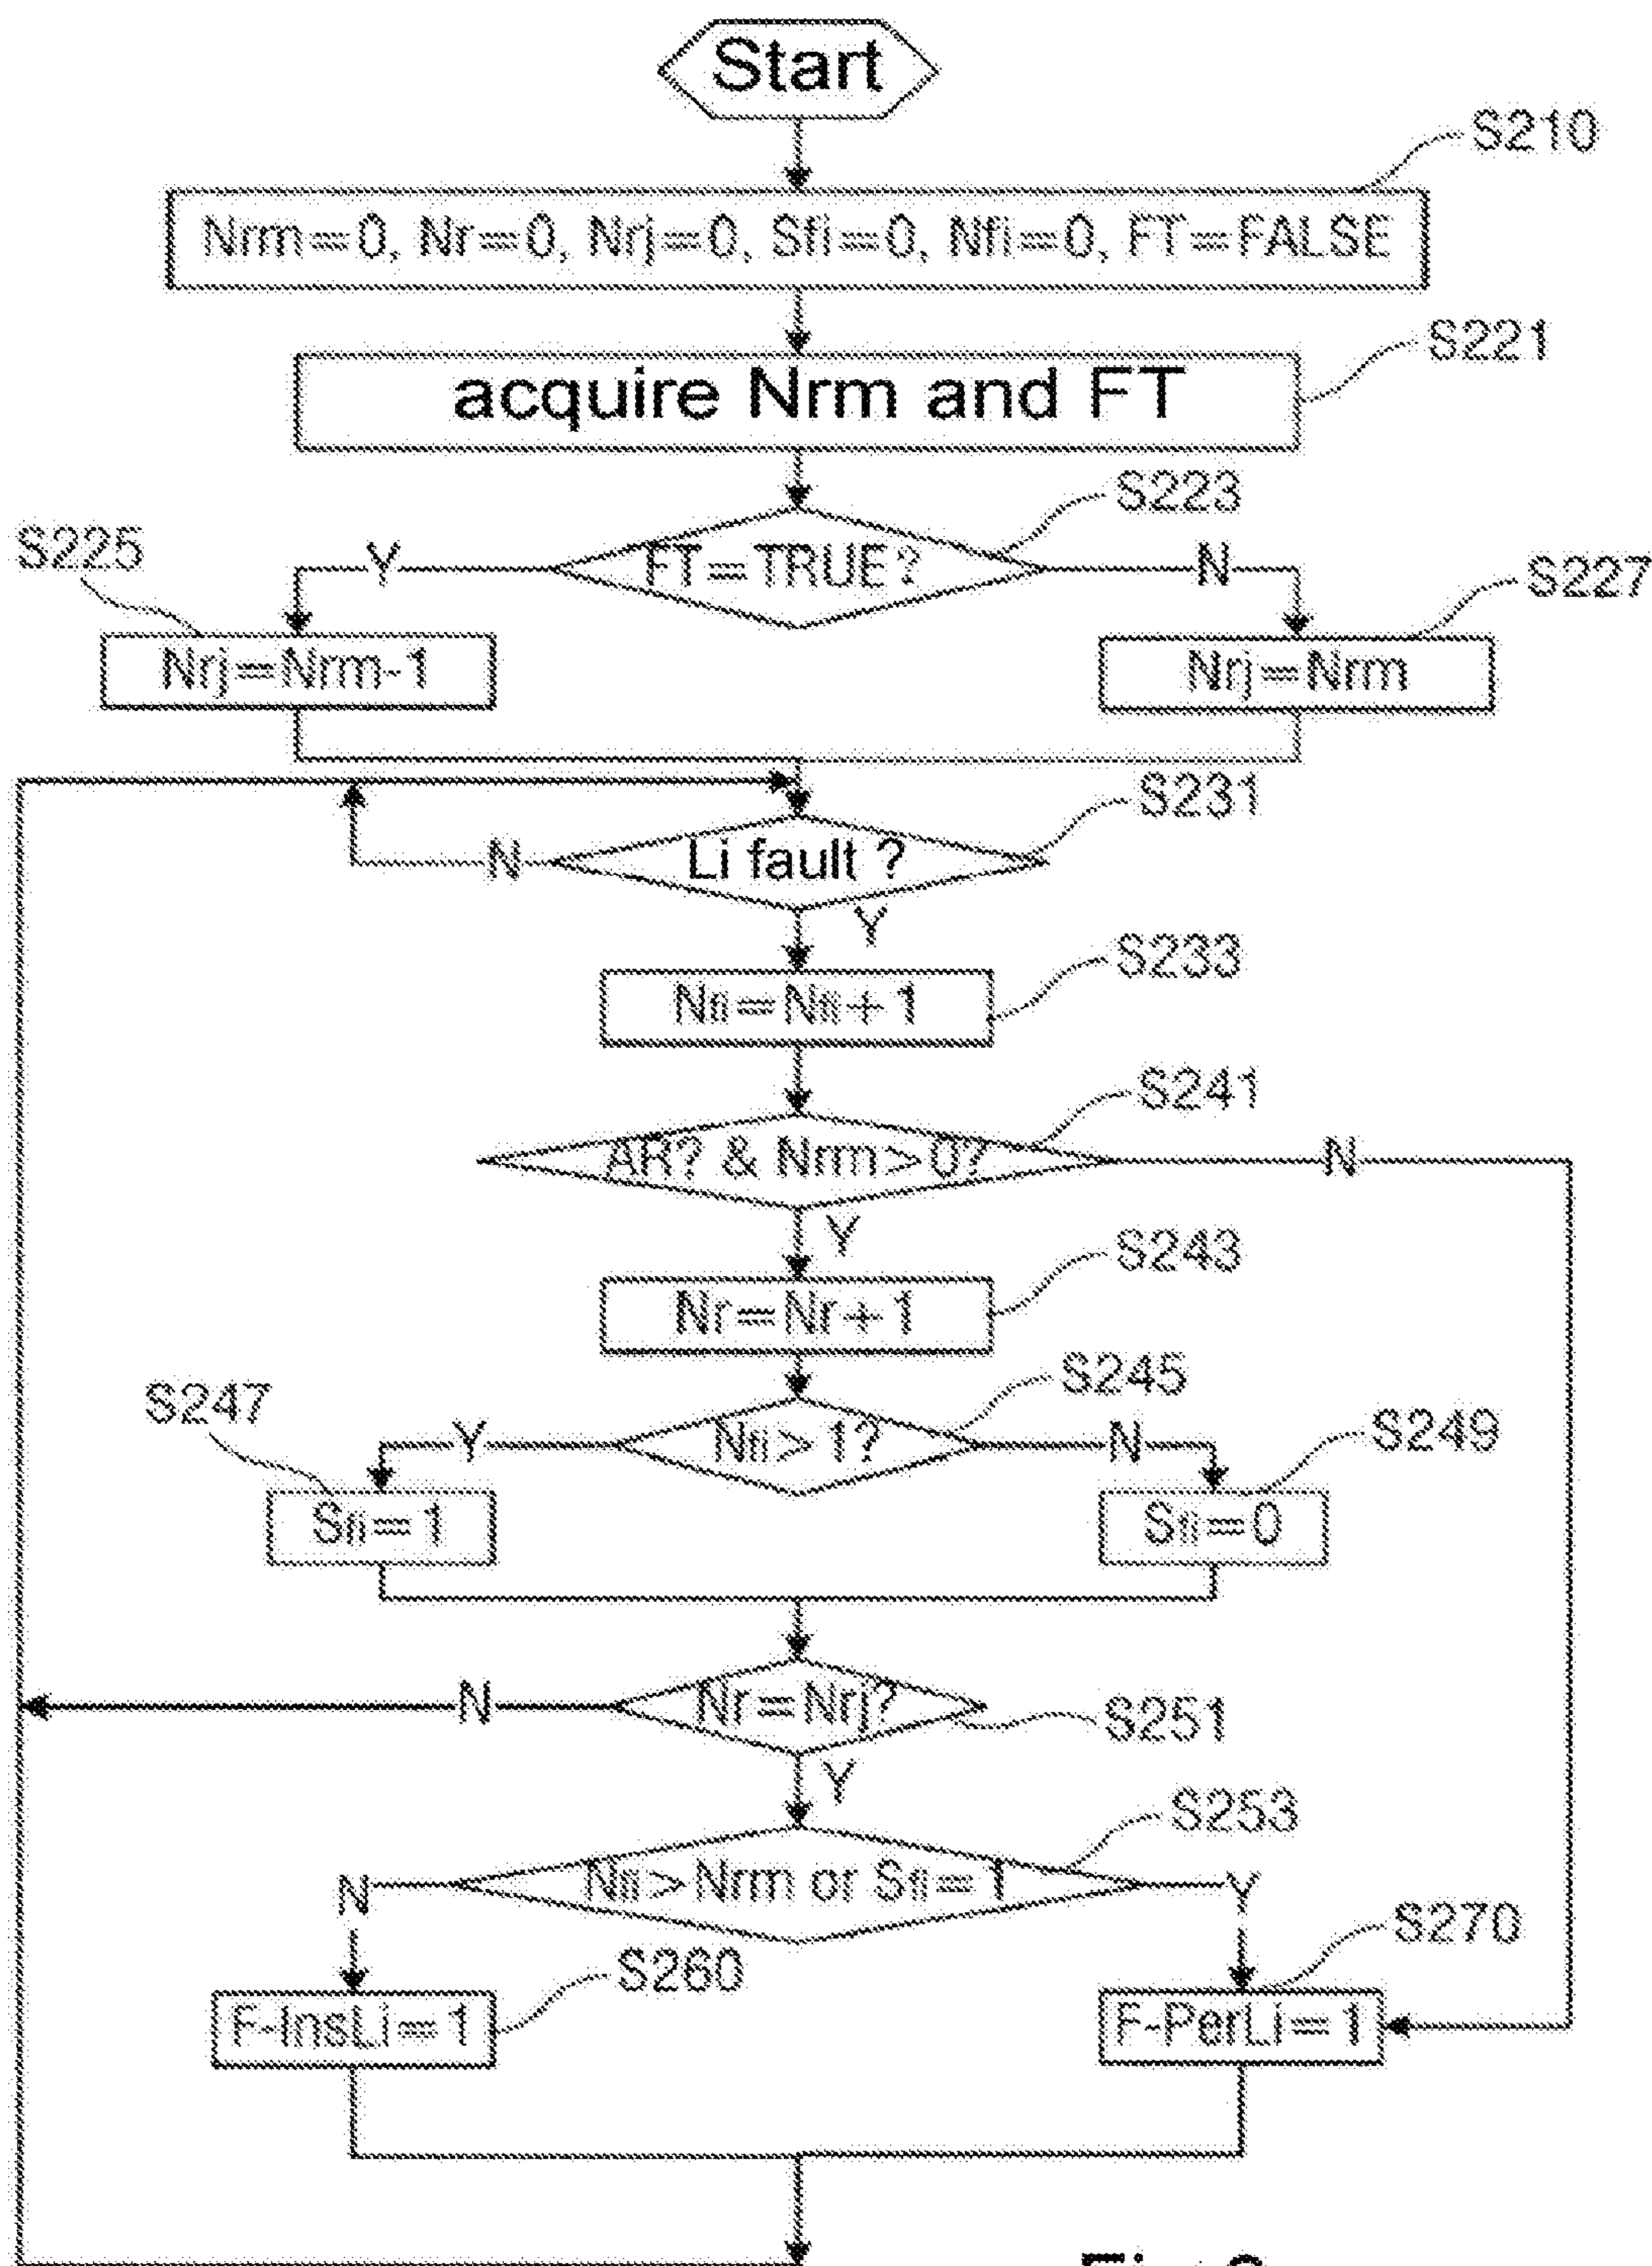 Start
S210
Nrm=0, Nr=0, Nrj=0, Sfi=0, Nfi=0, FT=FALSE
S221
acquire Nrm and FT
S223
S225
Y
FT=TRUE?
N
S227
Nrj=Nrm-1
Nrj=Nrm
S231
N
Li fault ?
Y
S233
Nfi=Nfi+1
S241
AR? & Nrm>0?
N
Y
S243
Nr=Nr+1
S245
S247
Y
Nfi>1?
N
S249
Sfi=1
Sfi=0
N
Nr=Nrj?
S251
Y
S253
N
Nfi>Nrm or Sfi=1
Y
S260
S270
F-InsLi=1
F-PerLi=1